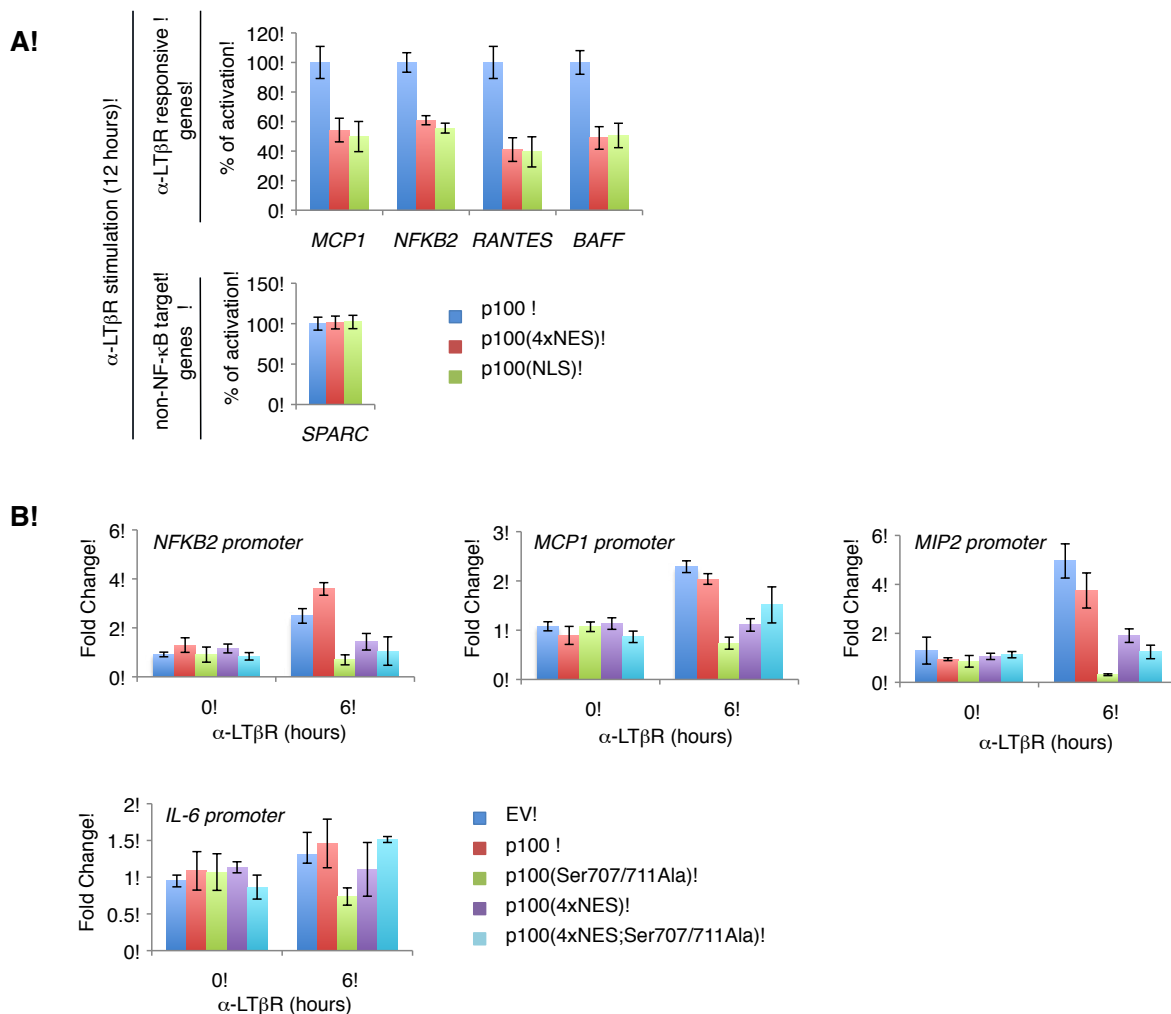 A!
α-LTβR stimulation (12 hours)!
α-LTβR responsive !
genes!
% of activation!
120!
100!
80!
60!
40!
20!
0!
MCP1 NFKB2 RANTES BAFF
non-NF-κB target!
genes !
% of activation!
150!
100!
50!
0!
SPARC
p100 !
p100(4xNES)!
p100(NLS)!
B!
NFKB2 promoter
Fold Change!
6!
4!
2!
0!
0! 6!
α-LTβR (hours)
MCP1 promoter
Fold Change!
3!
2!
1!
0!
0! 6!
α-LTβR (hours)
MIP2 promoter
Fold Change!
6!
4!
2!
0!
0! 6!
α-LTβR (hours)
IL-6 promoter
Fold Change!
2!
1.5!
1!
0.5!
0!
0! 6!
α-LTβR (hours)
EV!
p100 !
p100(Ser707/711Ala)!
p100(4xNES)!
p100(4xNES;Ser707/711Ala)!